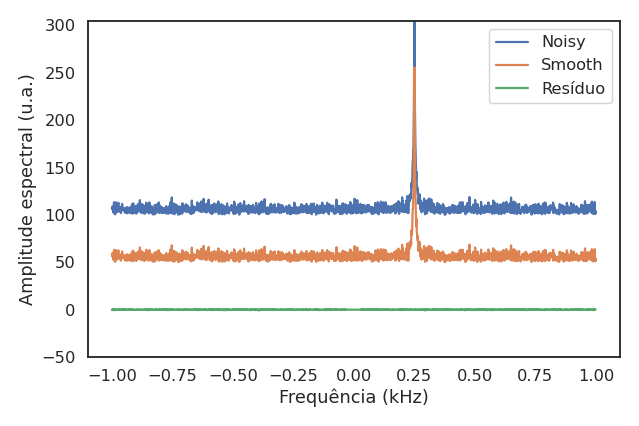 Noisy
Smooth
Resíduo
Amplitude espectral (u.a.)
300
250
200
150
100
50
0
−50
−1.00 −0.75 −0.50 −0.25 0.00 0.25 0.50 0.75 1.00
Frequência (kHz)